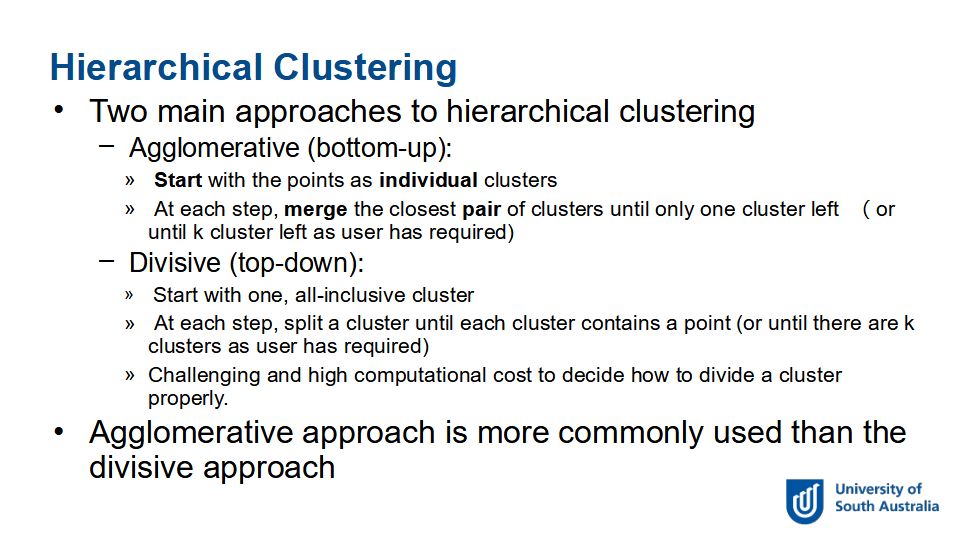 Hierarchical Clustering
• Two main approaches to hierarchical clustering
– Agglomerative (bottom-up):
» Start with the points as individual clusters
» At each step, merge the closest pair of clusters until only one cluster left （ or
until k cluster left as user has required)
– Divisive (top-down):
» Start with one, all-inclusive cluster
» At each step, split a cluster until each cluster contains a point (or until there are k
clusters as user has required)
» Challenging and high computational cost to decide how to divide a cluster
properly.
• Agglomerative approach is more commonly used than the
divisive approach
University of
South Australia